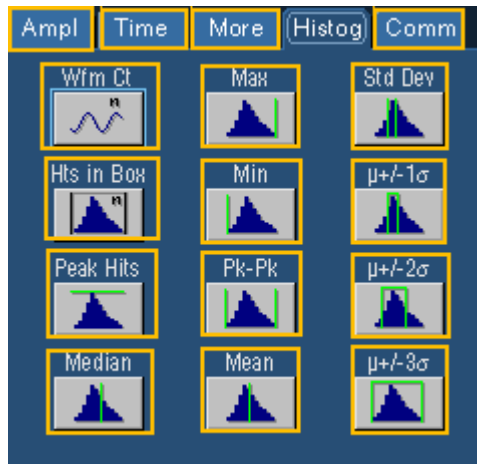 Ampl Time More Histog Comm
Wfm Ct Max Std Dev
n
Hts in Box Min μ+/-1σ
n
Peak Hits Pk-Pk μ+/-2σ
Median Mean μ+/-3σ